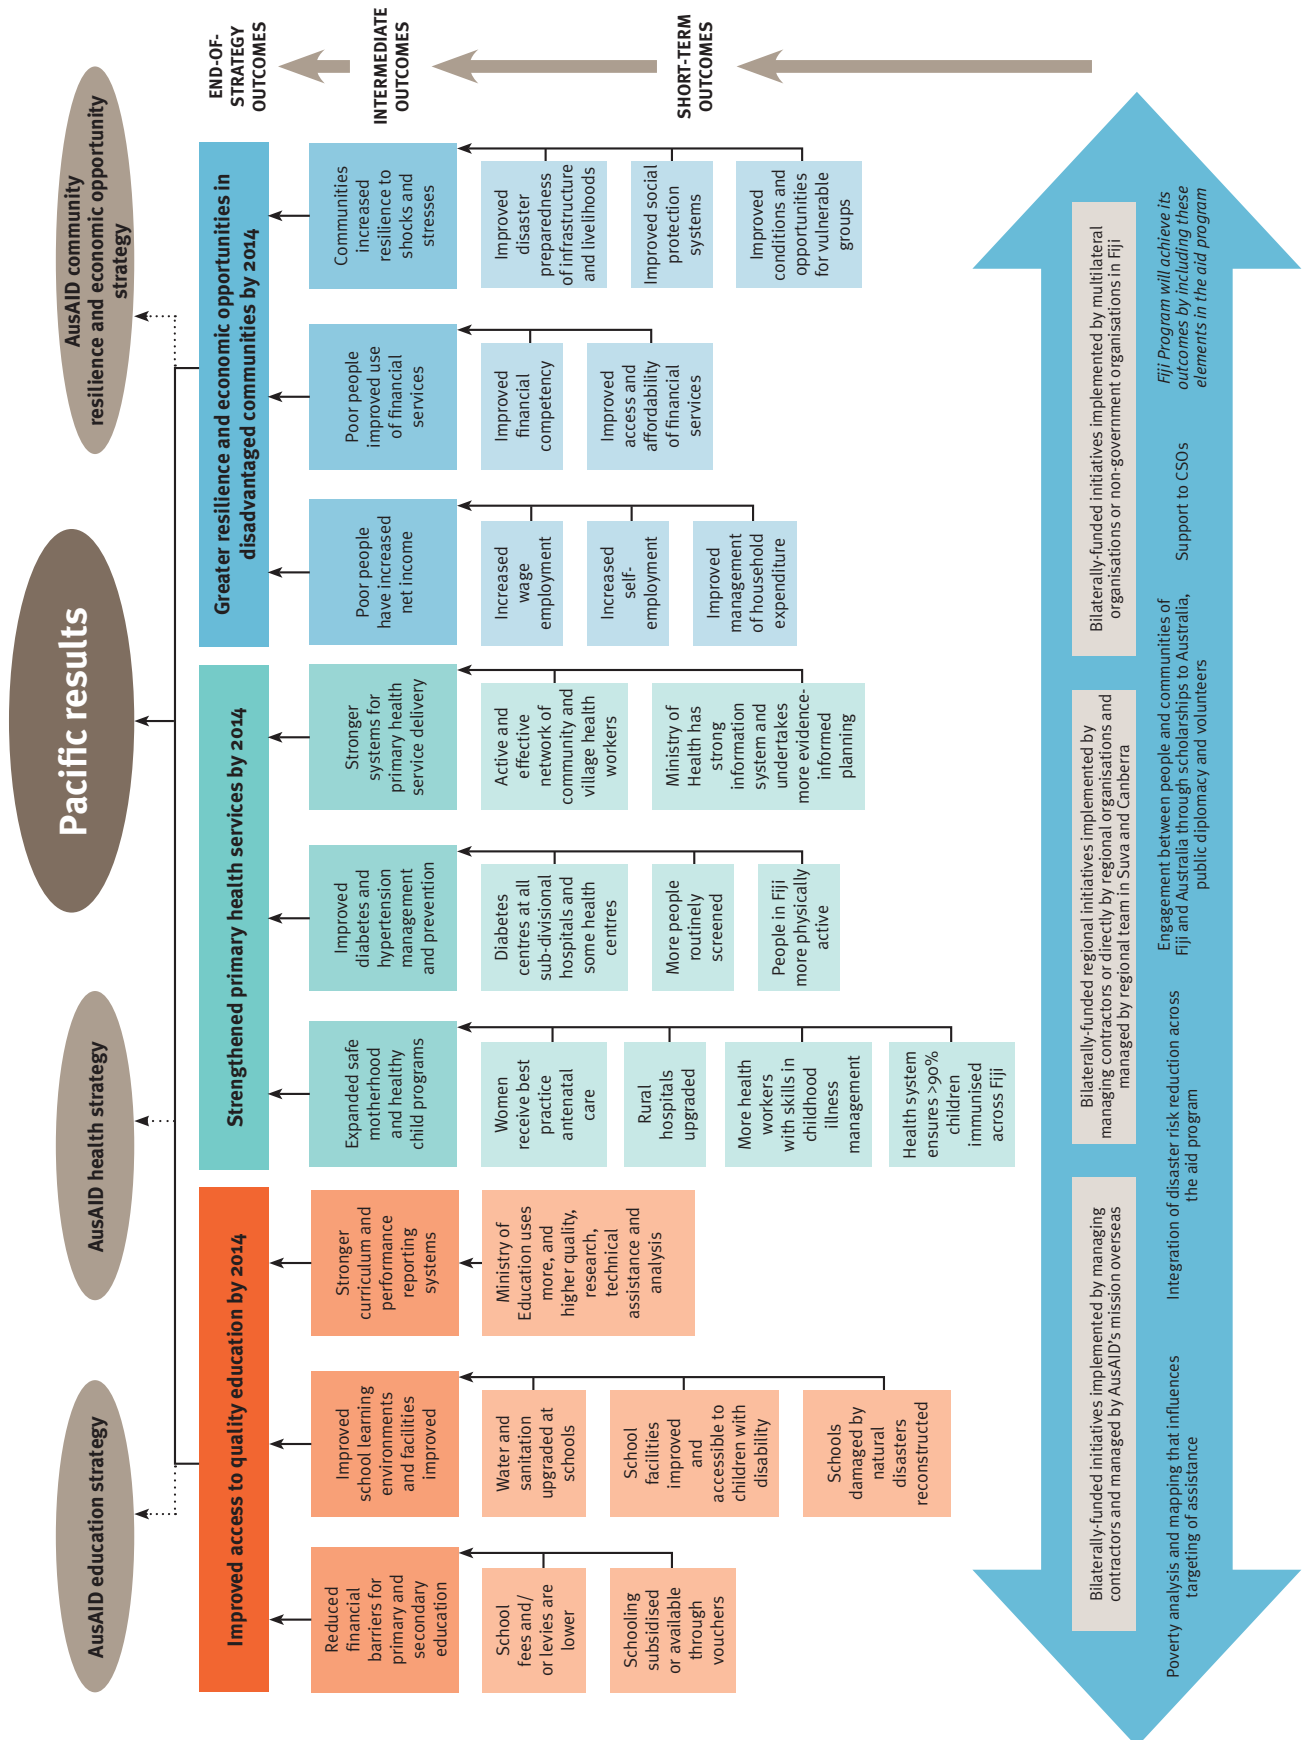 Pacific results
AusAID education strategy
AusAID health strategy
AusAID community
resilience and economic opportunity
strategy
END-OF-
STRATEGY
OUTCOMES
Improved access to quality education by 2014
Strengthened primary health services by 2014
Greater resilience and economic opportunities in
disadvantaged communities by 2014
INTERMEDIATE
OUTCOMES
Reduced
financial
barriers for
primary and
secondary
education
Improved
school learning
environments
and facilities
improved
Stronger
curriculum and
performance
reporting
systems
Expanded safe
motherhood
and healthy
child programs
Improved
diabetes and
hypertension
management
and prevention
Stronger
systems for
primary health
service delivery
Poor people
have increased
net income
Poor people
improved use
of financial
services
Communities
increased
resilience to
shocks and
stresses
SHORT-TERM
OUTCOMES
School
fees and/
or levies are
lower
Schooling
subsidised
or available
through
vouchers
Water and
sanitation
upgraded at
schools
School
facilities
improved
and
accessible to
children with
disability
Schools
damaged by
natural
disasters
reconstructed
Ministry of
Education uses
more, and
higher quality,
research,
technical
assistance and
analysis
Women
receive best
practice
antenatal
care
Rural
hospitals
upgraded
More health
workers
with skills in
childhood
illness
management
Health system
ensures >90%
children
immunised
across Fiji
Diabetes
centres at all
sub-divisional
hospitals and
some health
centres
More people
routinely
screened
People in Fiji
more physically
active
Active and
effective
network of
community and
village health
workers
Ministry of
Health has
strong
information
system and
undertakes
more evidence-
informed
planning
Increased
wage
employment
Increased
self-
employment
Improved
management
of household
expenditure
Improved
financial
competency
Improved
access and
affordability
of financial
services
Improved
disaster
preparedness
of infrastructure
and livelihoods
Improved social
protection
systems
Improved
conditions and
opportunities
for vulnerable
groups
Bilaterally-funded initiatives implemented by managing
contractors and managed by AusAID's mission overseas
Bilaterally-funded regional initiatives implemented by
managing contractors or directly by regional organisations and
managed by regional team in Suva and Canberra
Bilaterally-funded initiatives implemented by multilateral
organisations or non-government organisations in Fiji
Poverty analysis and mapping that influences
targeting of assistance
Integration of disaster risk reduction across
the aid program
Engagement between people and communities of
Fiji and Australia through scholarships to Australia,
public diplomacy and volunteers
Support to CSOs
Fiji Program will achieve its
outcomes by including these
elements in the aid program